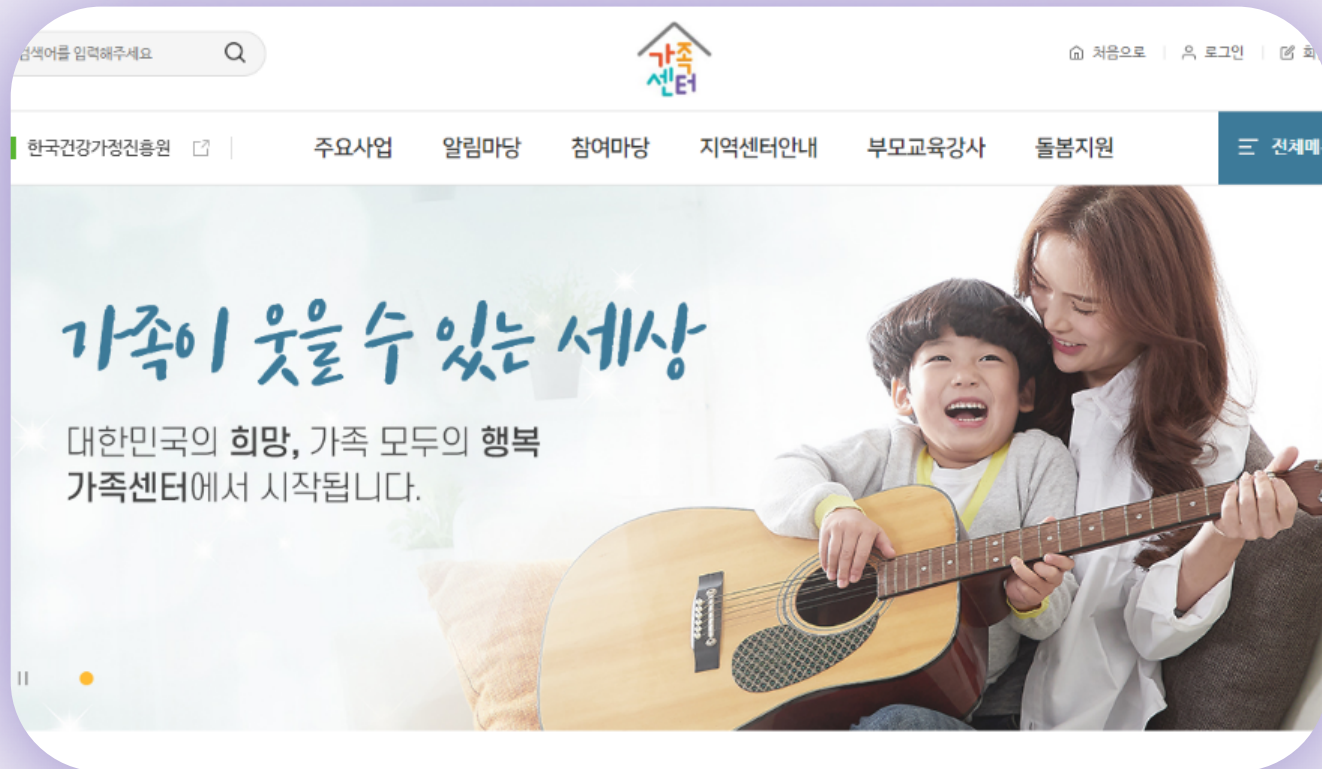 검색어를 입력해주세요
가족
센터
처음으로
로그인
한국건강가정진흥원
주요사업
알림마당
참여마당
지역센터안내
부모교육강사
돌봄지원
가족이 웃을 수 있는 세상
대한민국의 희망, 가족 모두의 행복
가족센터에서 시작됩니다.